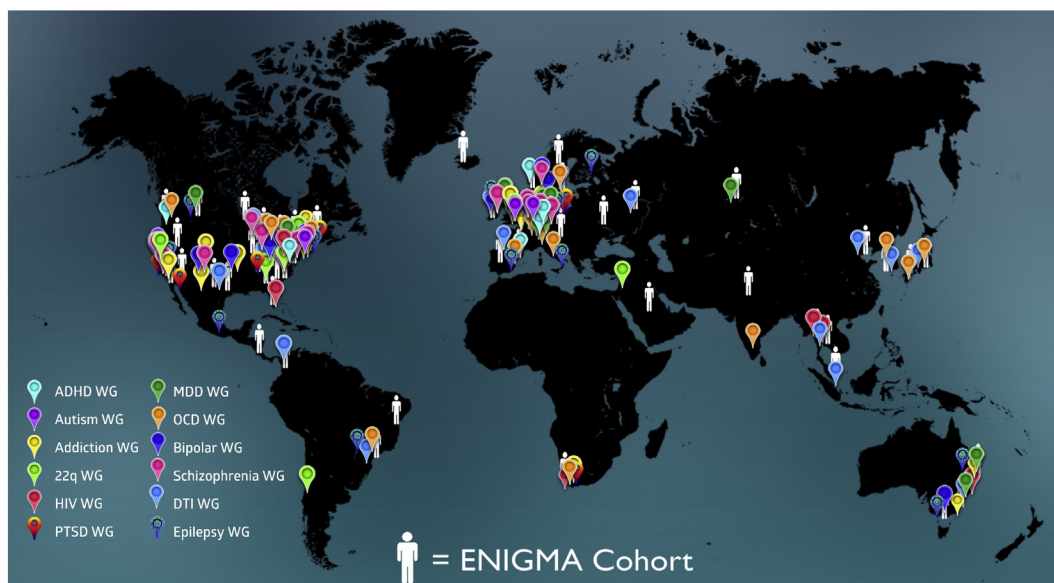 ADHD WG
MDD WG
Autism WG
OCD WG
Addiction WG
Bipolar WG
22q WG
Schizophrenia WG
HIV WG
DTI WG
PTSD WG
Epilepsy WG
= ENIGMA Cohort